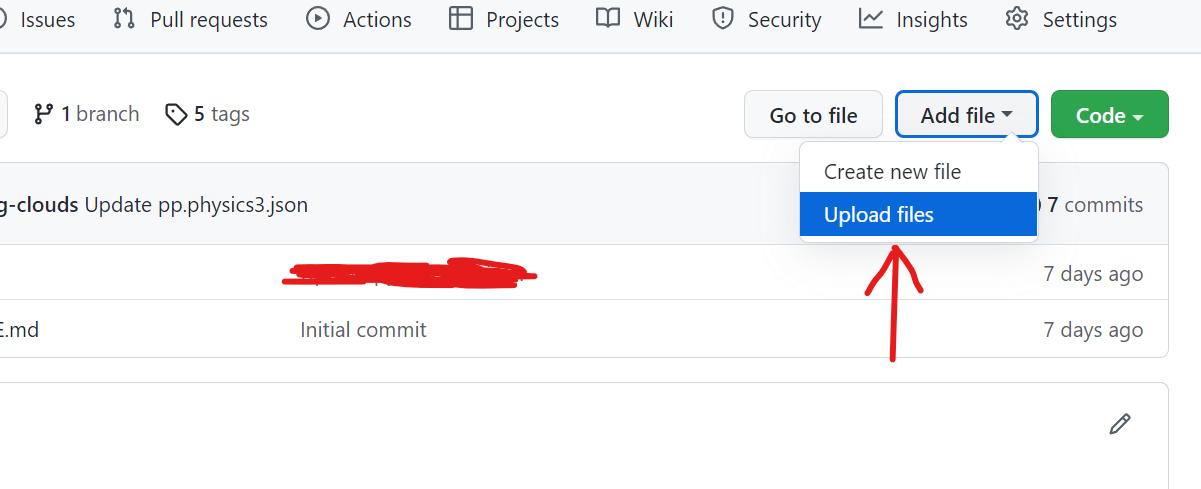 Issues Pull requests Actions Projects Wiki Security Insights Settings
1 branch 5 tags Go to file Add file Code
Create new file
g-clouds Update pp.physics3.json 7 commits
Upload files
7 days ago
E.md Initial commit 7 days ago